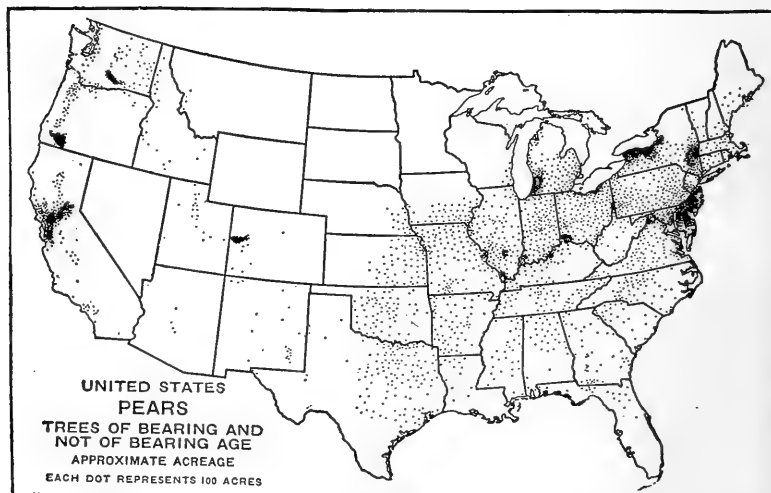 UNITED STATES
PEARS
TREES OF BEARING AND
NOT OF BEARING AGE
APPROXIMATE ACREAGE
EACH DOT REPRESENTS 100 ACRES